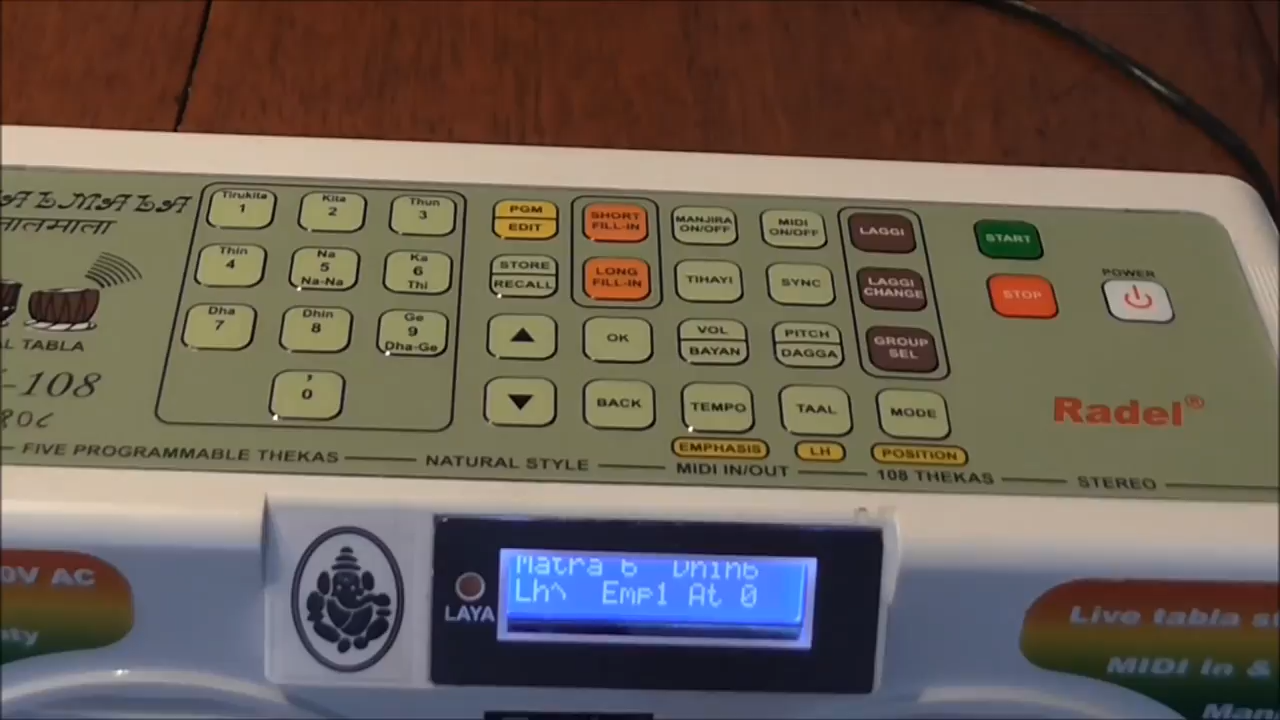 TALMALA
तालमाला
TABLA
-108
FIVE PROGRAMMABLE THEKAS
NATURAL STYLE
MIDI IN/OUT
108 THEKAS
STEREO
Tirukita
1
Kita
2
Thun
3
Thin
4
Na
5
Na-Na
Ka
6
Thi
Dha
7
Dhin
8
Ge
9
Dha-Ge
,
0
PGM
EDIT
STORE
RECALL
▲
▼
SHORT
FILL-IN
LONG
FILL-IN
OK
BACK
MANJIRA
ON/OFF
TIHAYI
VOL
BAYAN
TEMPO
EMPHASIS
MIDI
ON/OFF
SYNC
PITCH
DAGGA
TAAL
LH
LAGGI
LAGGI
CHANGE
GROUP
SEL
MODE
POSITION
START
STOP
POWER
Radel®
LAYA
Matra 6 Dhin6
Lh^ Emp1 At 0
0V AC
Live tabla
MIDI in &